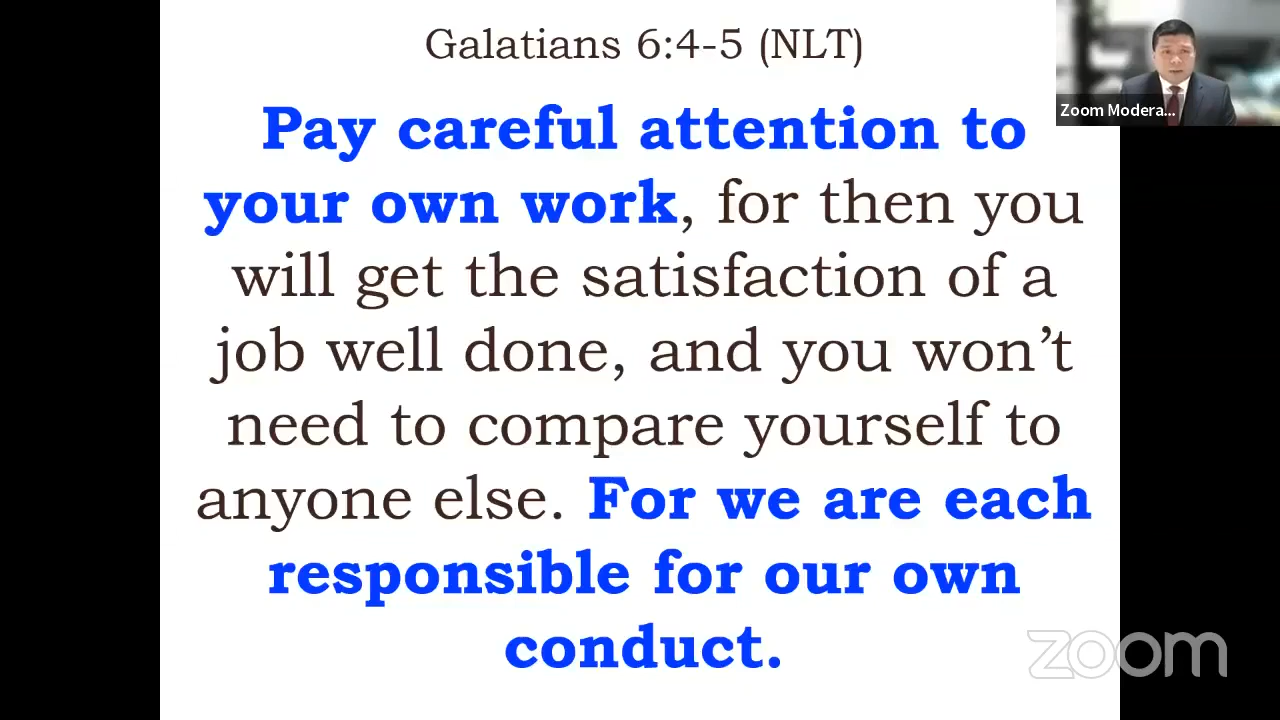 Galatians 6:4-5 (NLT)
Pay careful attention to
your own work, for then you
will get the satisfaction of a
job well done, and you won’t
need to compare yourself to
anyone else. For we are each
responsible for our own
conduct.
Zoom Modera...
zoom